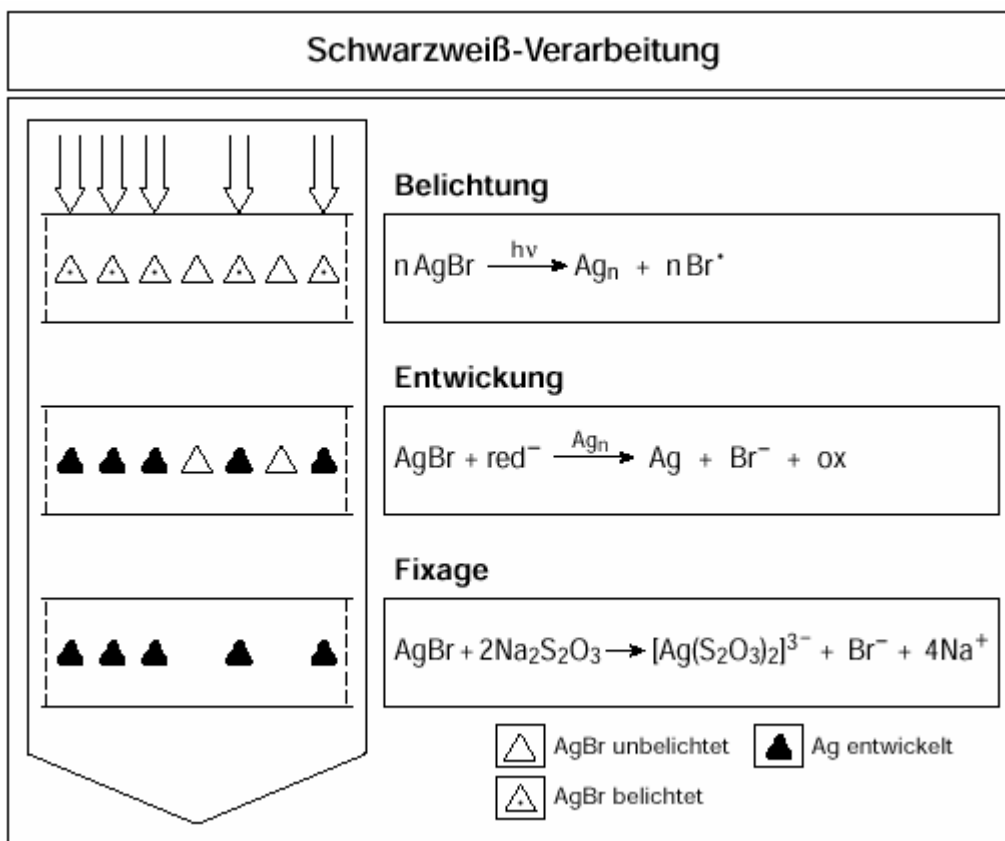 Schwarzweiß-Verarbeitung
Belichtung
n AgBr —hν→ Agₙ + n Br•
Entwickung
AgBr + red⁻ —Agₙ→ Ag + Br⁻ + ox
Fixage
AgBr + 2Na₂S₂O₃ → [Ag(S₂O₃)₂]³⁻ + Br⁻ + 4Na⁺
AgBr unbelichtet
Ag entwickelt
AgBr belichtet